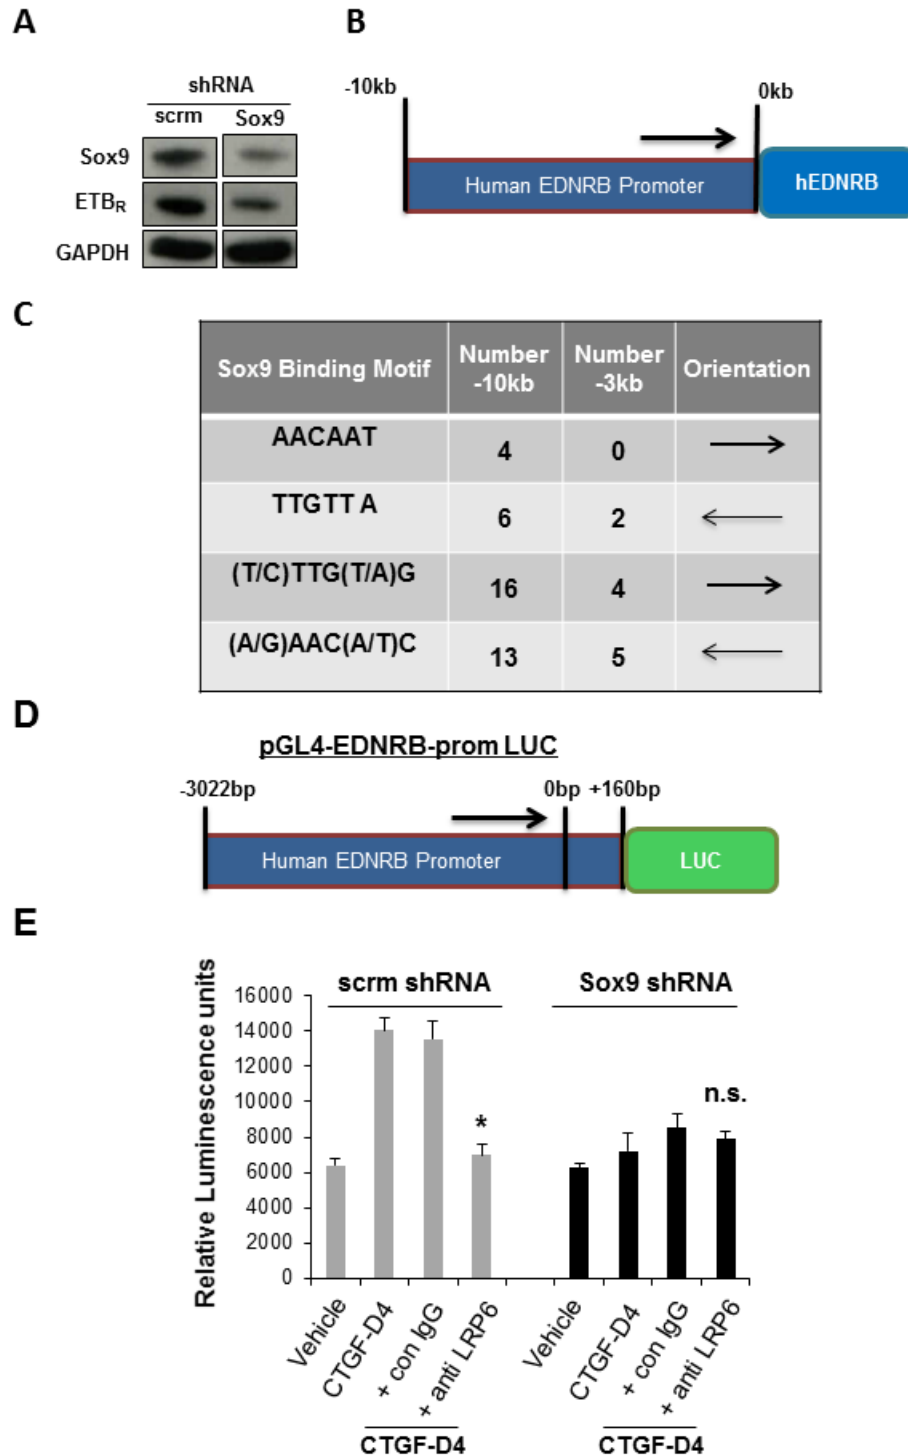 A
shRNA
scrm Sox9
Sox9
ETBR
GAPDH
B
-10kb
0kb
Human EDNRB Promoter
hEDNRB
C
Sox9 Binding Motif Number -10kb Number -3kb Orientation
AACAAT 4 0
TTGTT A 6 2
(T/C)TTG(T/A)G 16 4
(A/G)AAC(A/T)C 13 5
D
pGL4-EDNRB-prom LUC
-3022bp 0bp +160bp
Human EDNRB Promoter
LUC
E
Relative Luminescence units
scrm shRNA
Sox9 shRNA
16000
14000
12000
10000
8000
6000
4000
2000
0
*
n.s.
Vehicle
CTGF-D4
+ con IgG
+ anti LRP6
CTGF-D4
Vehicle
CTGF-D4
+ con IgG
+ anti LRP6
CTGF-D4